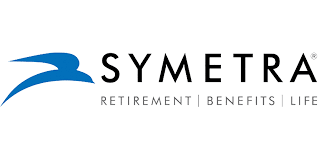 SYMETRA®
RETIREMENT | BENEFITS | LIFE